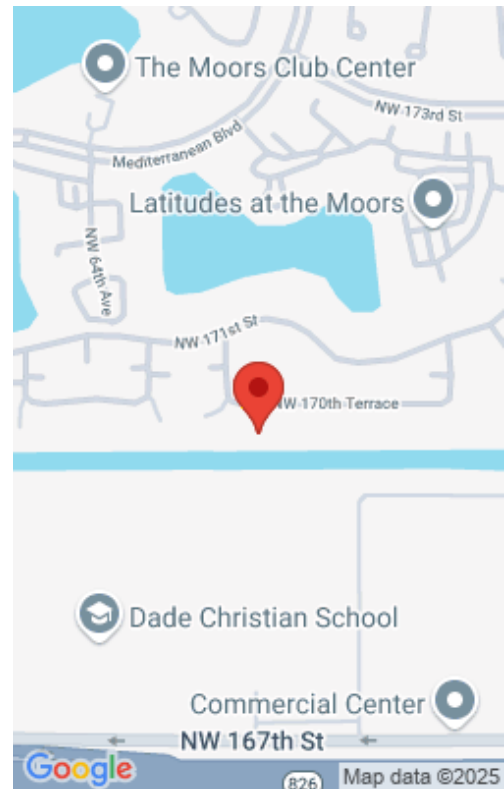 The Moors Club Center
NW 173rd St
Mediterranean Blvd
Latitudes at the Moors
NW 64th Ave
NW 171st St
NW 170th Terrace
Dade Christian School
Commercial Center
NW 167th St
Google
826
Map data ©2025